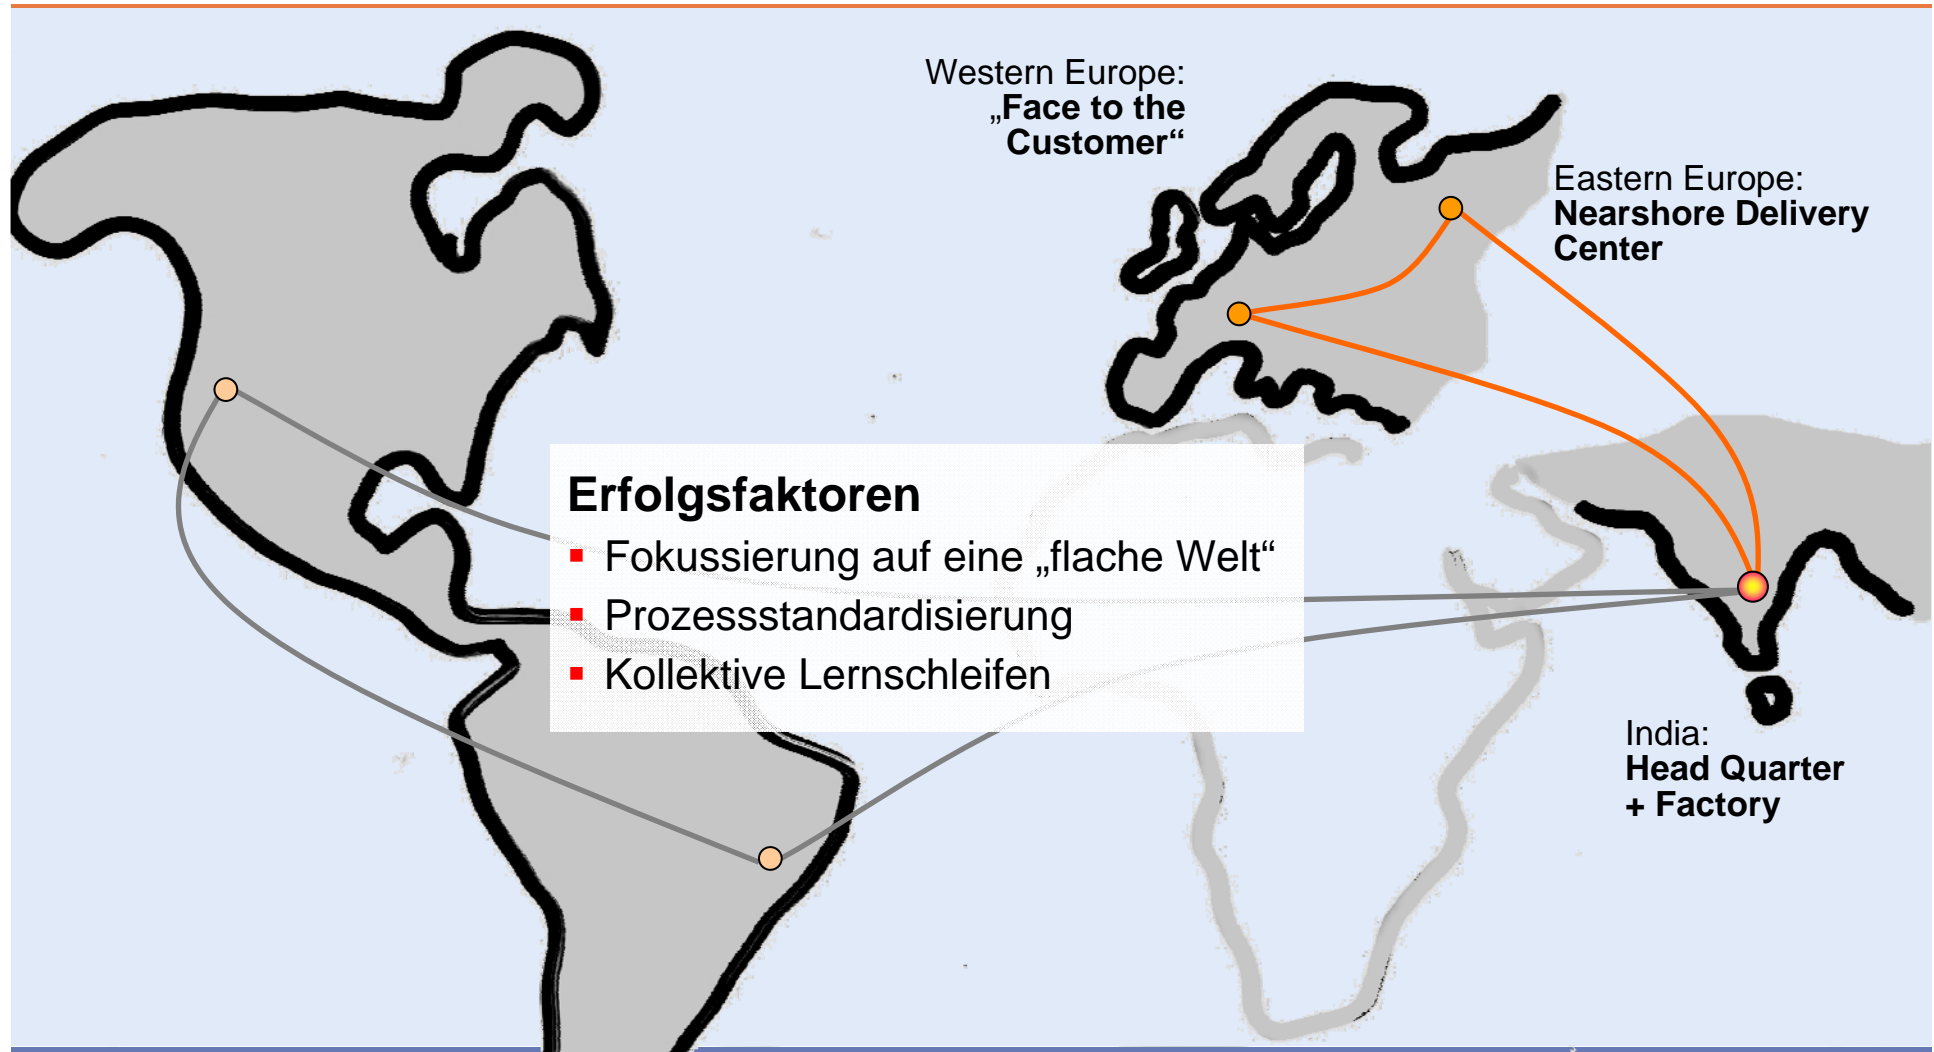 Western Europe:
„Face to the
Customer“
Eastern Europe:
Nearshore Delivery
Center
Erfolgsfaktoren
▪ Fokussierung auf eine „flache Welt“
▪ Prozessstandardisierung
▪ Kollektive Lernschleifen
India:
Head Quarter
+ Factory